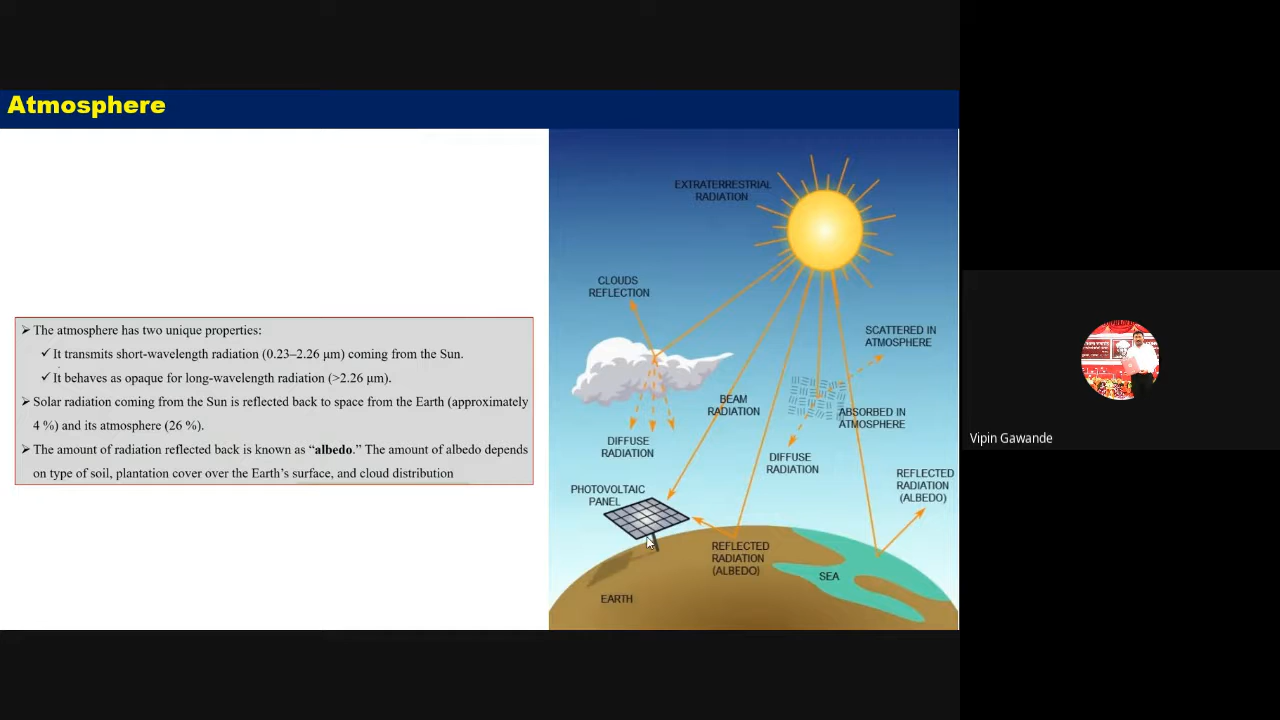 Atmosphere
➢ The atmosphere has two unique properties:
✓ It transmits short-wavelength radiation (0.23–2.26 μm) coming from the Sun.
✓ It behaves as opaque for long-wavelength radiation (>2.26 μm).
➢ Solar radiation coming from the Sun is reflected back to space from the Earth (approximately
4 %) and its atmosphere (26 %).
➢ The amount of radiation reflected back is known as “albedo.” The amount of albedo depends
on type of soil, plantation cover over the Earth’s surface, and cloud distribution
EXTRATERRESTRIAL
RADIATION
CLOUDS
REFLECTION
SCATTERED IN
ATMOSPHERE
BEAM
RADIATION
ABSORBED IN
ATMOSPHERE
DIFFUSE
RADIATION
DIFFUSE
RADIATION
REFLECTED
RADIATION
(ALBEDO)
PHOTOVOLTAIC
PANEL
REFLECTED
RADIATION
(ALBEDO)
SEA
EARTH
Vipin Gawande